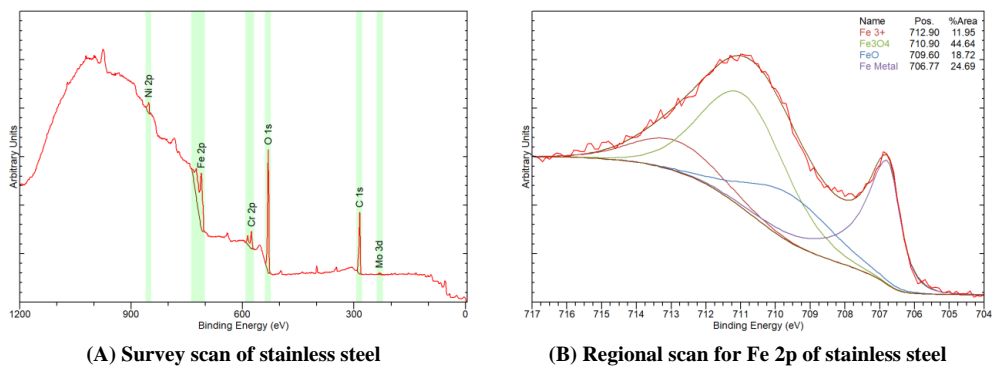 Arbitrary Units
Ni 2p
Fe 2p
Cr 2p
O 1s
C 1s
Mo 3d
1200 900 600 300 0
Binding Energy (eV)
(A) Survey scan of stainless steel
Arbitrary Units
Name Pos. %Area
Fe 3+ 712.90 11.95
Fe3O4 710.90 44.64
FeO 709.60 18.72
Fe Metal 706.77 24.69
717 716 715 714 713 712 711 710 709 708 707 706 705 704
Binding Energy (eV)
(B) Regional scan for Fe 2p of stainless steel